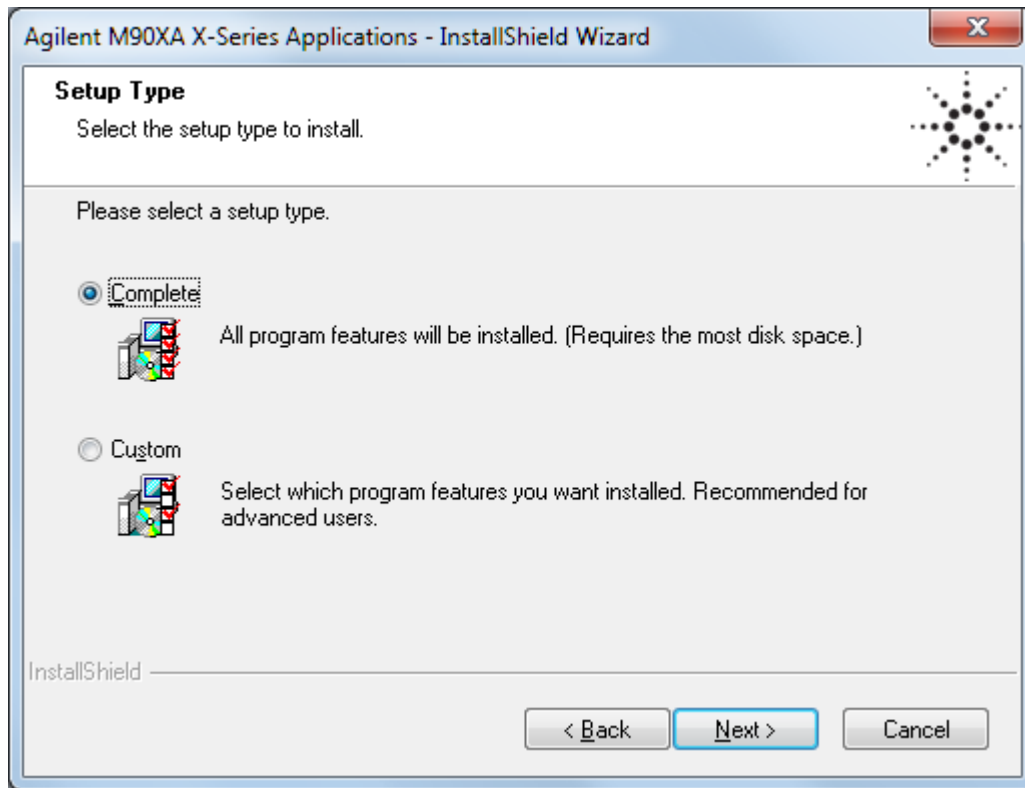 Agilent M90XA X-Series Applications - InstallShield Wizard
Setup Type
Select the setup type to install.
Please select a setup type.
Complete
All program features will be installed. (Requires the most disk space.)
Custom
Select which program features you want installed. Recommended for
advanced users.
InstallShield
< Back
Next >
Cancel